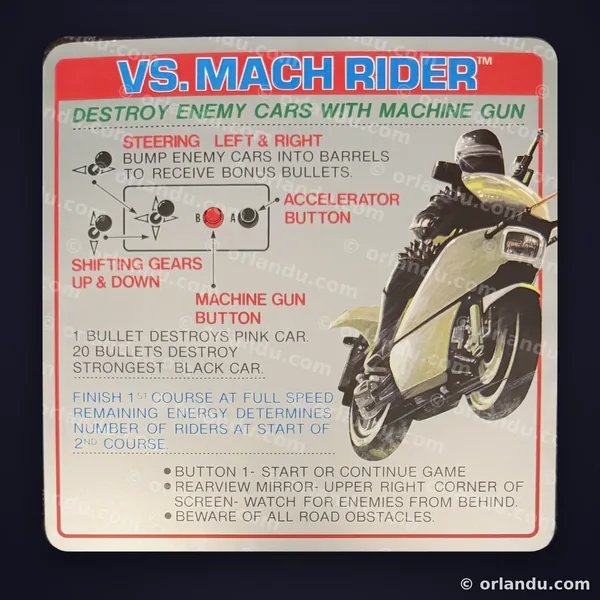 VS. MACH RIDER™
DESTROY ENEMY CARS WITH MACHINE GUN
STEERING LEFT & RIGHT
BUMP ENEMY CARS INTO BARRELS
TO RECEIVE BONUS BULLETS.
ACCELERATOR
BUTTON
B A
SHIFTING GEARS
UP & DOWN
MACHINE GUN
BUTTON
1 BULLET DESTROYS PINK CAR.
20 BULLETS DESTROY
STRONGEST BLACK CAR.
FINISH 1ST COURSE AT FULL SPEED
REMAINING ENERGY DETERMINES
NUMBER OF RIDERS AT START OF
2ND COURSE.
• BUTTON 1- START OR CONTINUE GAME
• REARVIEW MIRROR- UPPER RIGHT CORNER OF
SCREEN- WATCH FOR ENEMIES FROM BEHIND.
• BEWARE OF ALL ROAD OBSTACLES.
© orlandu.com